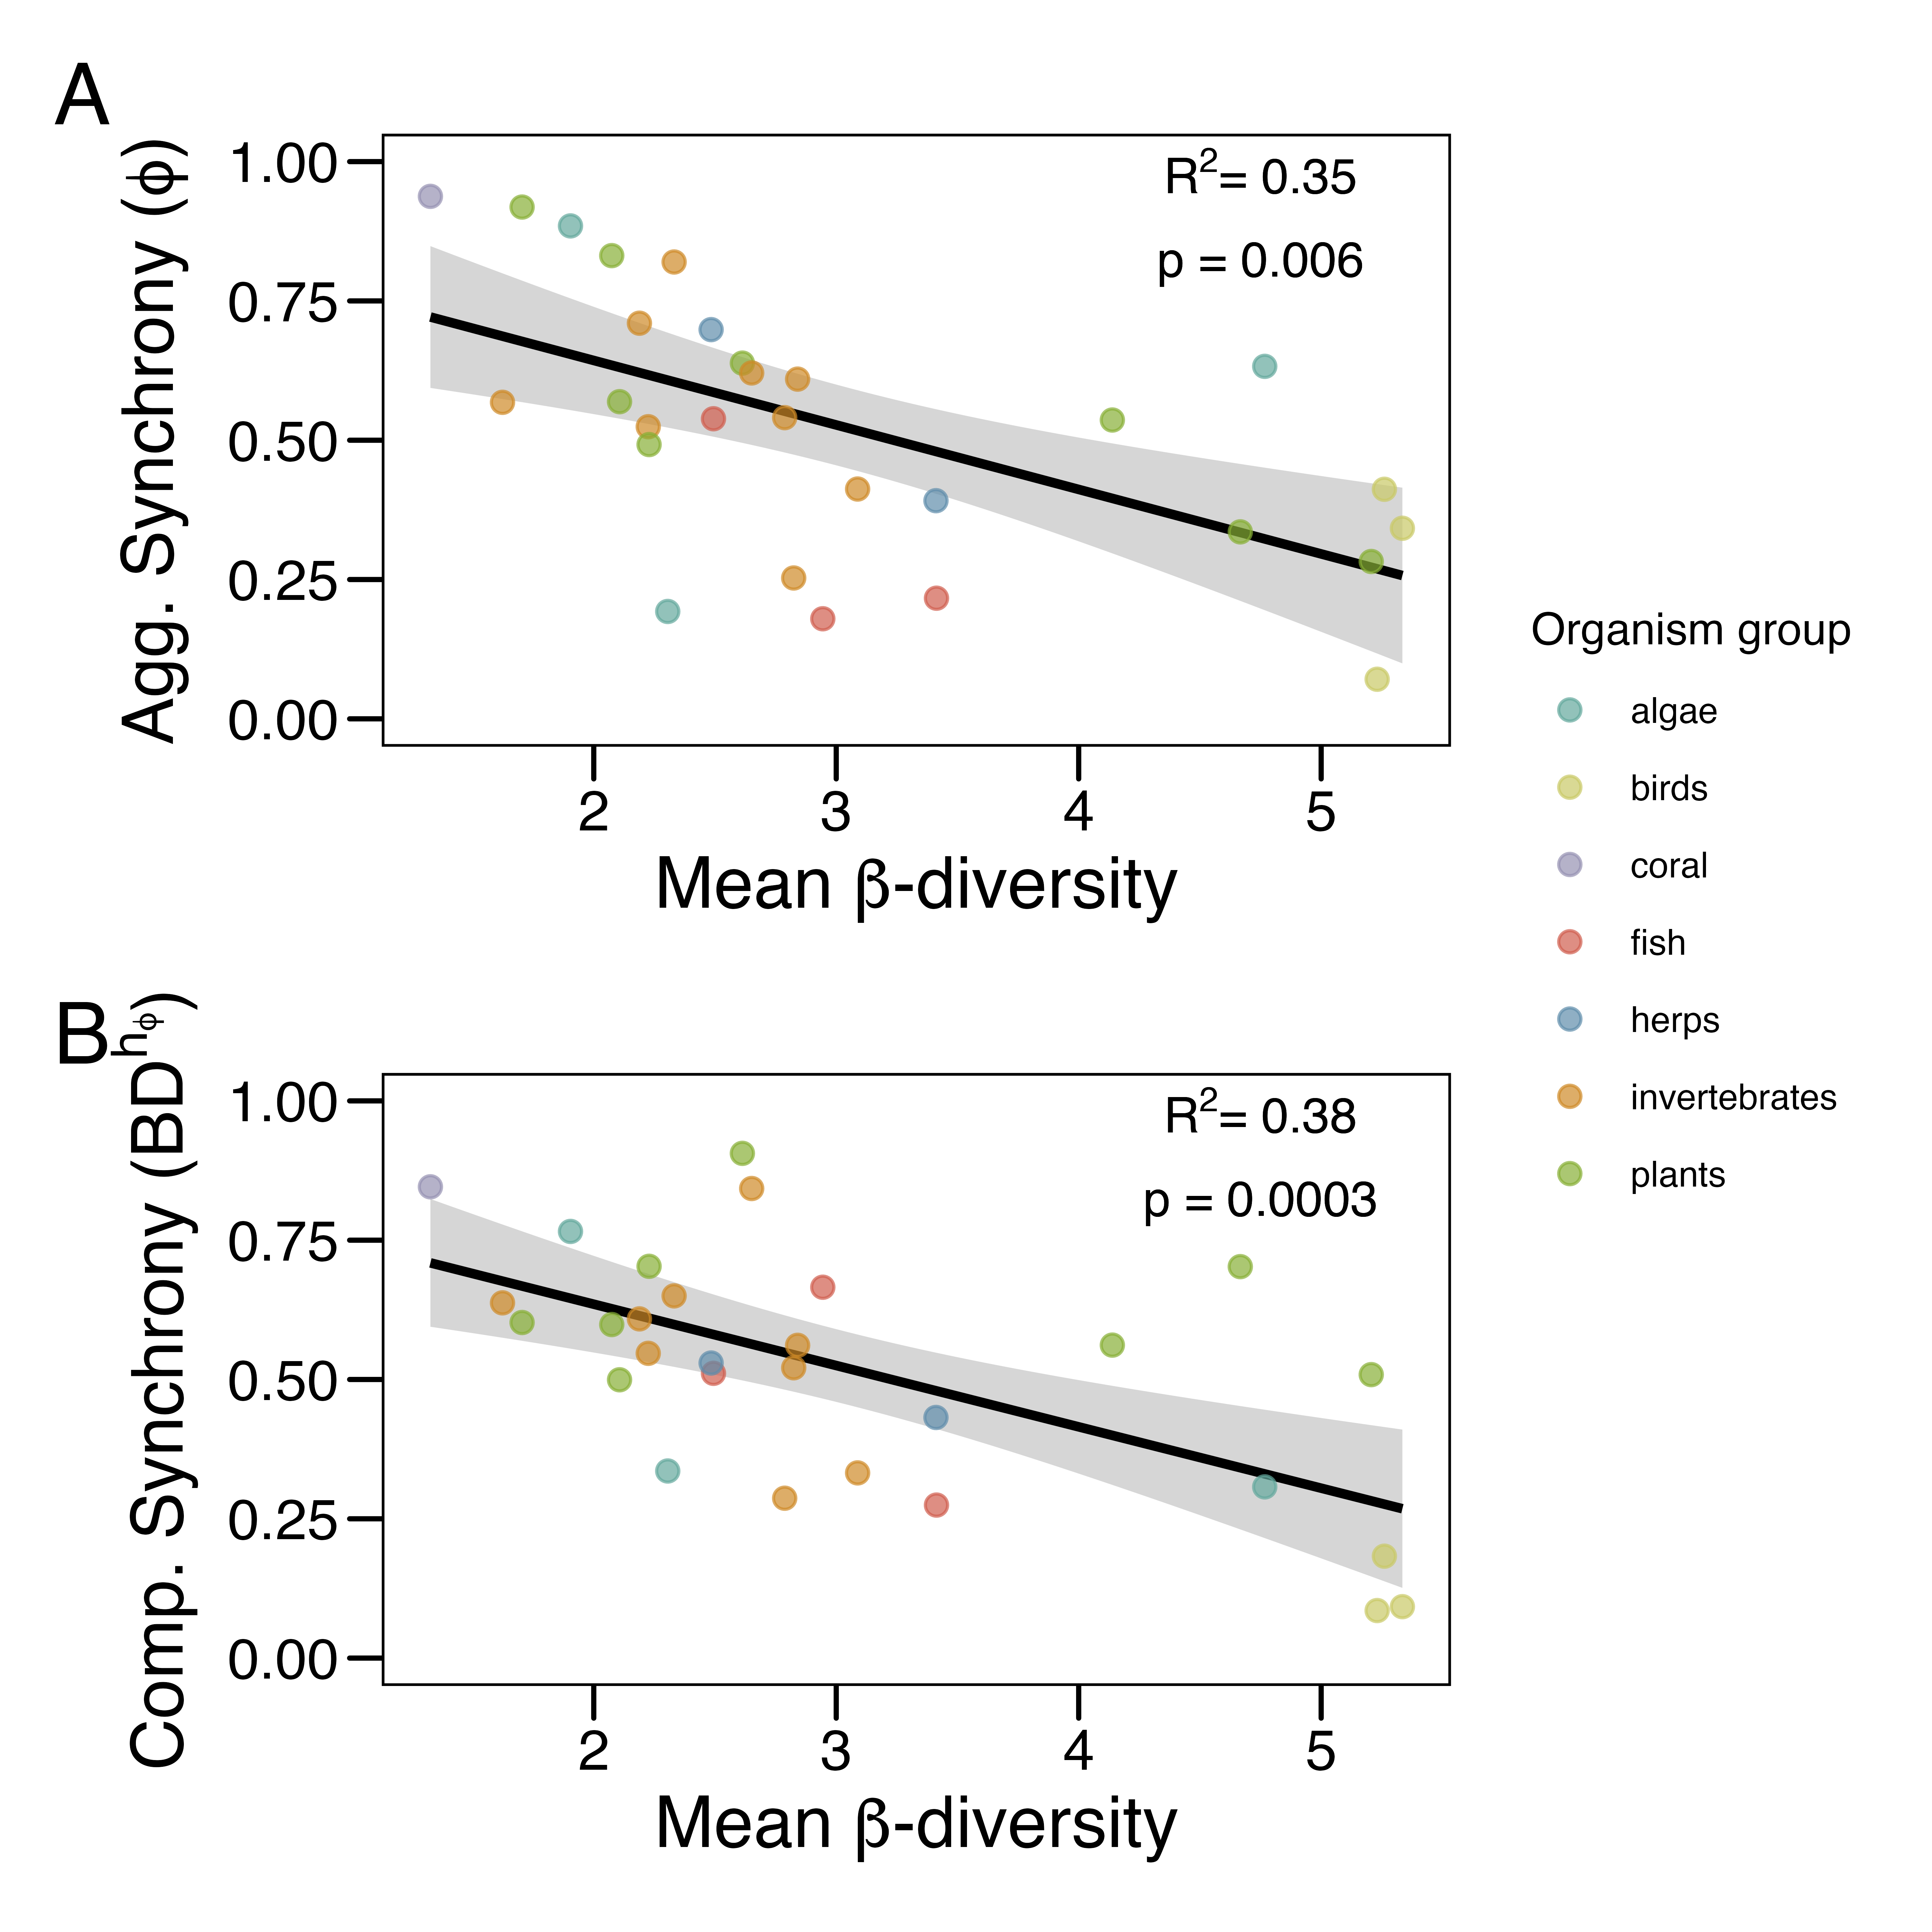 A
Agg. Synchrony (ϕ)
1.00
0.75
0.50
0.25
0.00
R²= 0.35
p = 0.006
2 3 4 5
Mean β-diversity
Organism group
algae
birds
coral
fish
herps
invertebrates
plants
B
Comp. Synchrony (BDʰᵩ)
1.00
0.75
0.50
0.25
0.00
R²= 0.38
p = 0.0003
2 3 4 5
Mean β-diversity